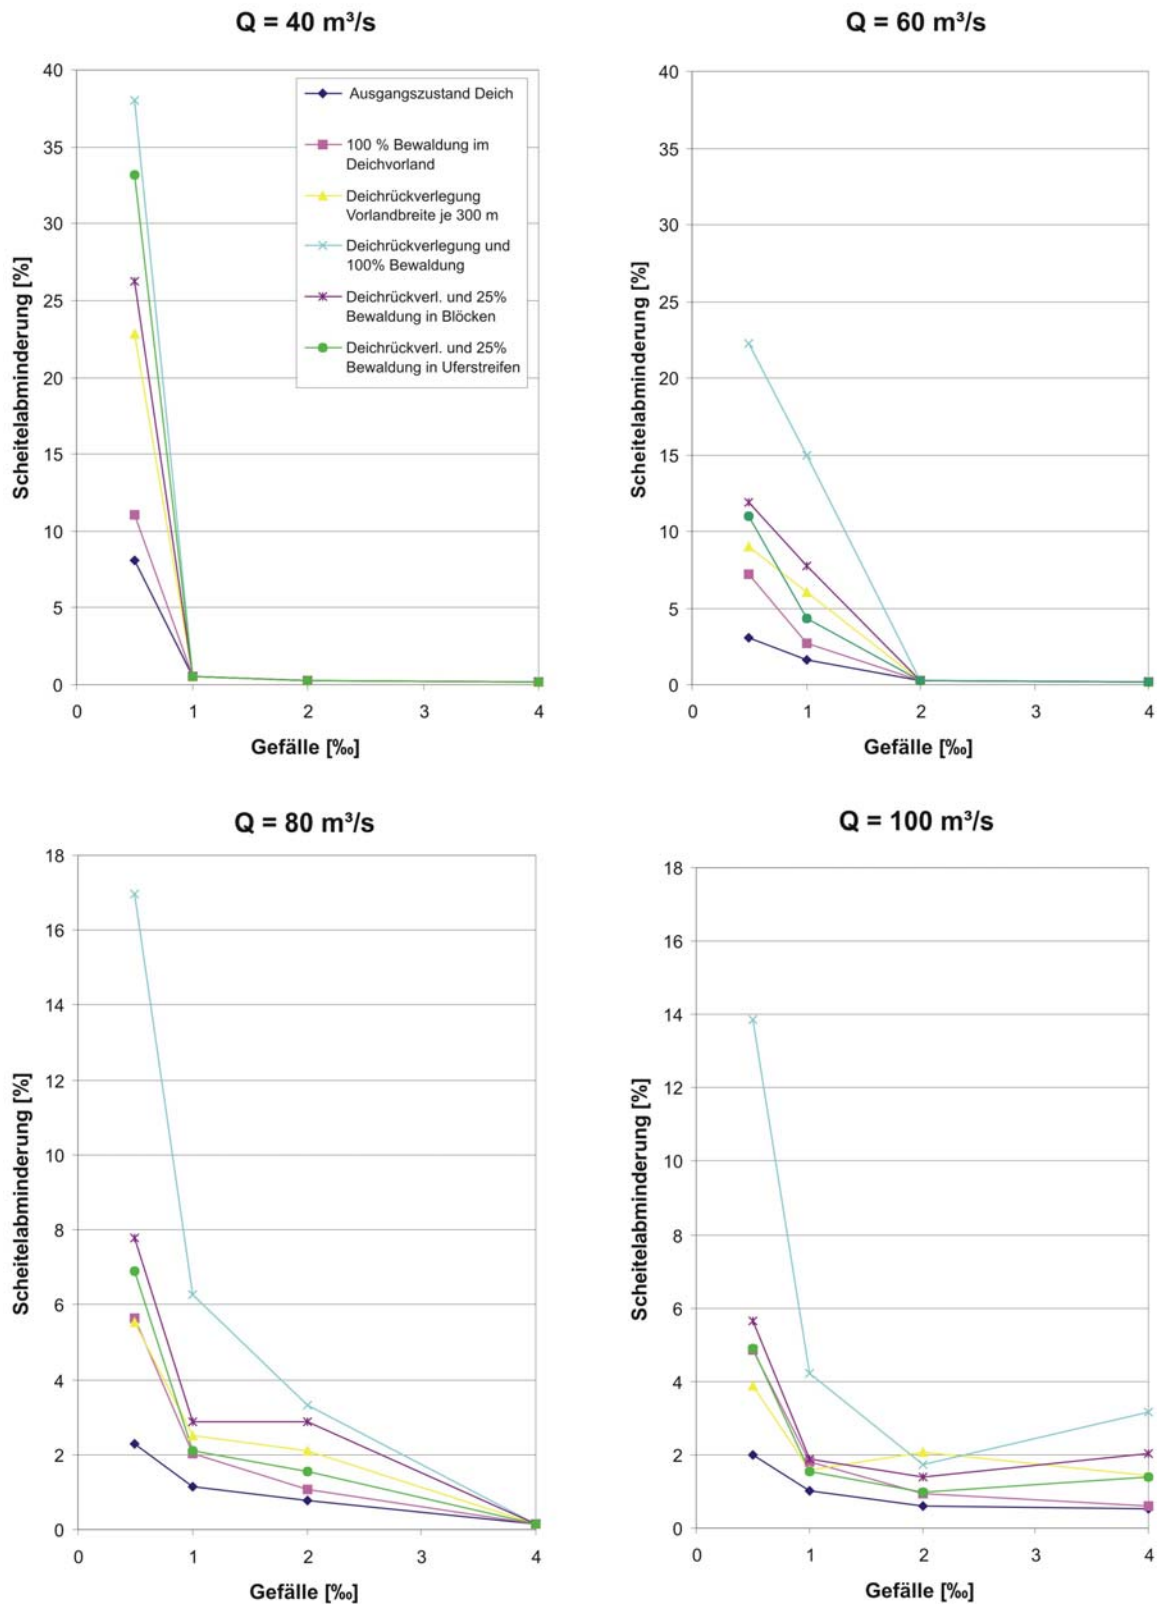 Q = 40 m³/s
40
35
30
25
20
15
10
5
0
0
1
2
3
4
Scheitelabminderung [%]
Gefälle [‰]
Ausgangszustand Deich
100 % Bewaldung im
Deichvorland
Deichrückverlegung
Vorlandbreite je 300 m
Deichrückverlegung und
100% Bewaldung
Deichrückverl. und 25%
Bewaldung in Blöcken
Deichrückverl. und 25%
Bewaldung in Uferstreifen
Q = 60 m³/s
40
35
30
25
20
15
10
5
0
0
1
2
3
4
Scheitelabminderung [%]
Gefälle [‰]
Q = 80 m³/s
18
16
14
12
10
8
6
4
2
0
0
1
2
3
4
Scheitelabminderung [%]
Gefälle [‰]
Q = 100 m³/s
18
16
14
12
10
8
6
4
2
0
0
1
2
3
4
Scheitelabminderung [%]
Gefälle [‰]